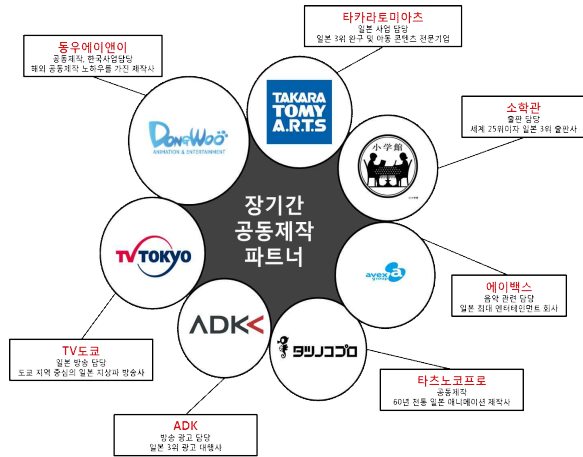 타카라토미아츠
일본 사업 담당
일본 3위 완구 및 아동 콘텐츠 전문기업
동우에이앤이
공동제작, 한국사업담당
해외 공동제작 노하우를 가진 제작사
TAKARA
TOMY
A.R.T.S
DONGWOO
ANIMATION & ENTERTAINMENT
小学館
소학관
출판 담당
세계 25위이자 일본 3위 출판사
장기간
공동제작
파트너
TV TOKYO
avex
group
a
에이백스
음악 관련 담당
일본 최대 엔터테인먼트 회사
ADK
タツノコプロ
TV도쿄
일본 방송 담당
도쿄 지역 중심의 일본 지상파 방송사
타츠노코프로
공동제작
60년 전통 일본 애니메이션 제작사
ADK
방송 광고 담당
일본 3위 광고 대행사